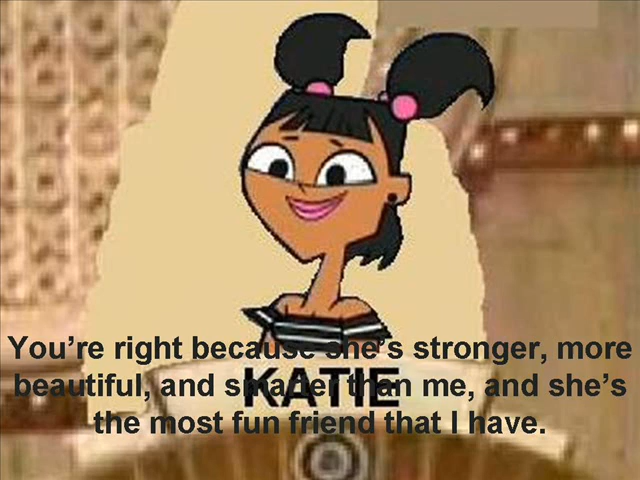 You're right because she's stronger, more
beautiful, and smarter than me, and she's
KATIE
the most fun friend that I have.